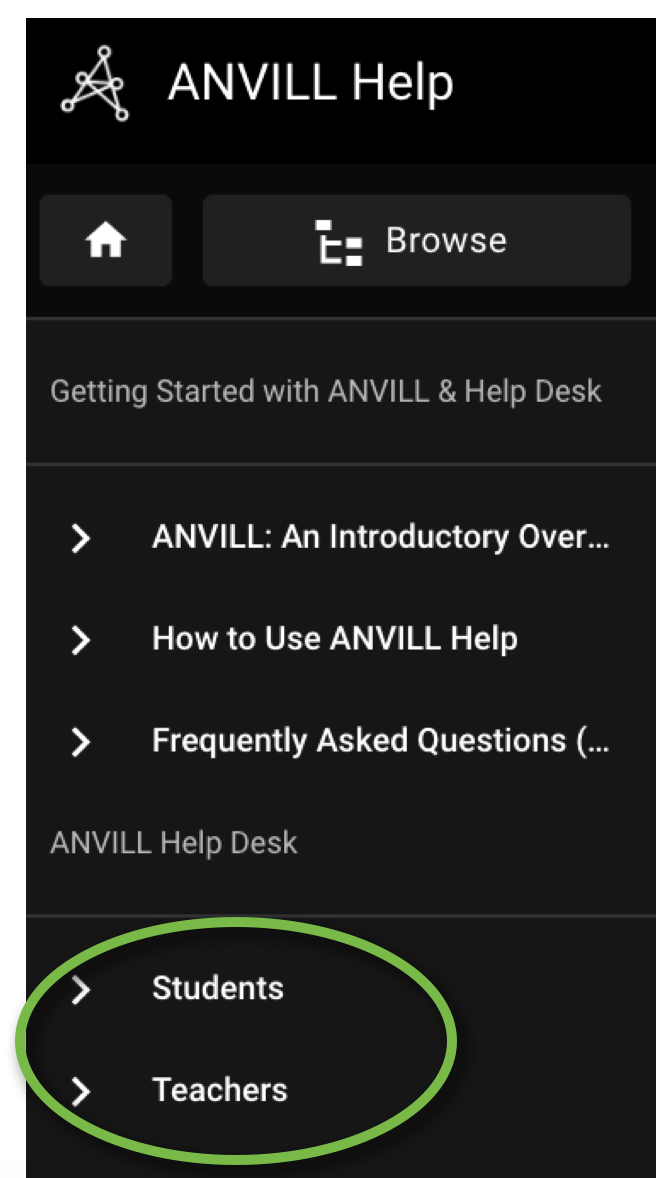 ANVILL Help
Browse
Getting Started with ANVILL & Help Desk
ANVILL: An Introductory Over...
How to Use ANVILL Help
Frequently Asked Questions (...
ANVILL Help Desk
Students
Teachers